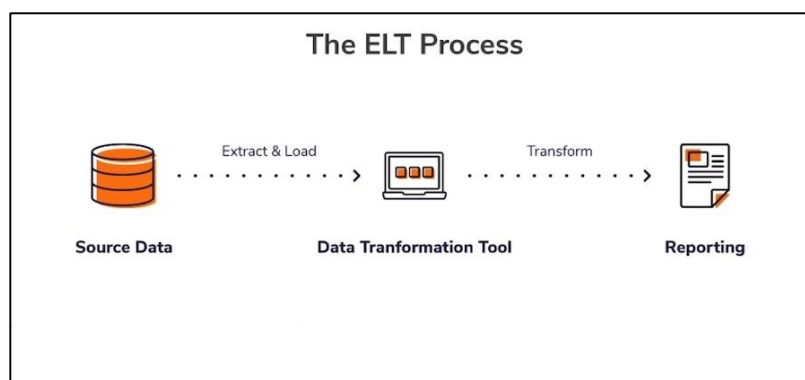 The ELT Process
Extract & Load
Transform
Source Data
Data Tranformation Tool
Reporting